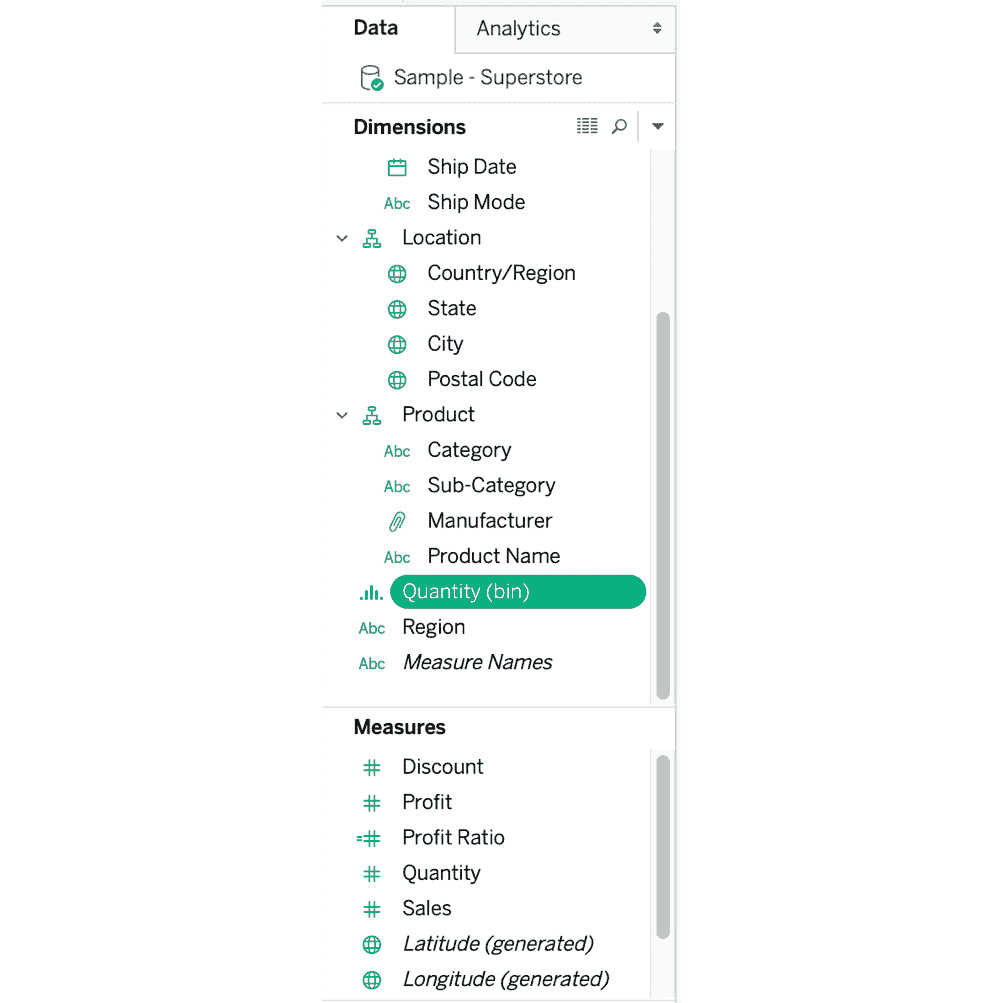 Data Analytics
Sample - Superstore
Dimensions
Ship Date
Abc Ship Mode
Location
Country/Region
State
City
Postal Code
Product
Abc Category
Abc Sub-Category
Manufacturer
Abc Product Name
Quantity (bin)
Abc Region
Abc Measure Names
Measures
# Discount
# Profit
=# Profit Ratio
# Quantity
# Sales
Latitude (generated)
Longitude (generated)